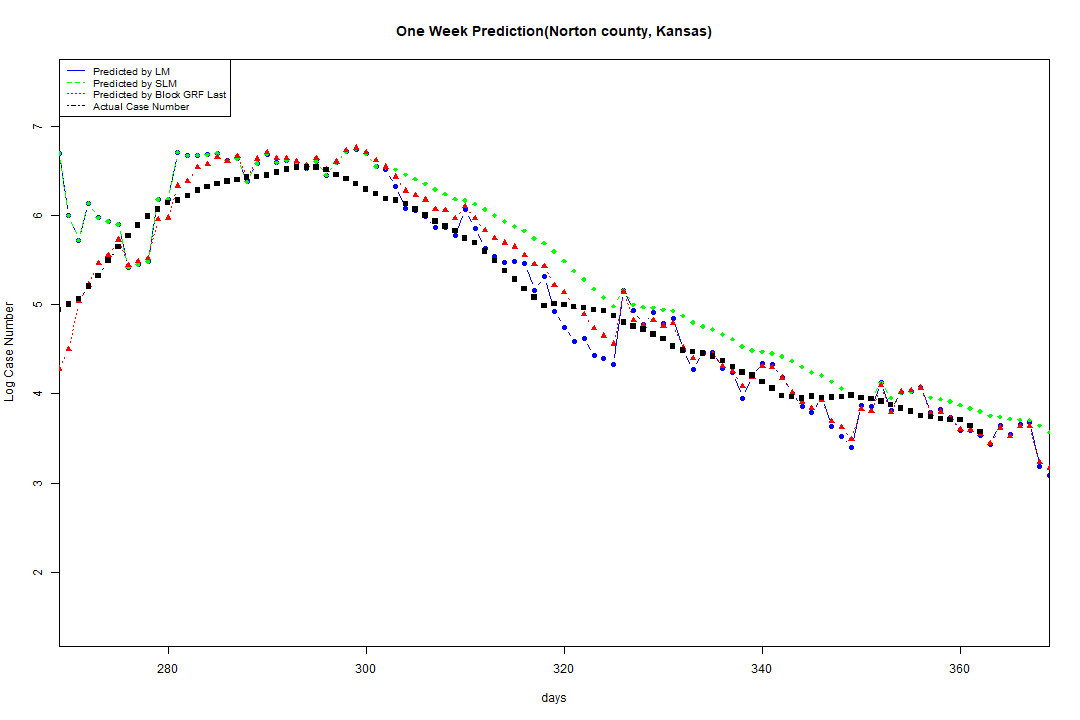 One Week Prediction(Norton county, Kansas)
Predicted by LM
Predicted by SLM
Predicted by Block GRF Last
Actual Case Number
7
6
5
4
3
2
Log Case Number
280 300 320 340 360
days